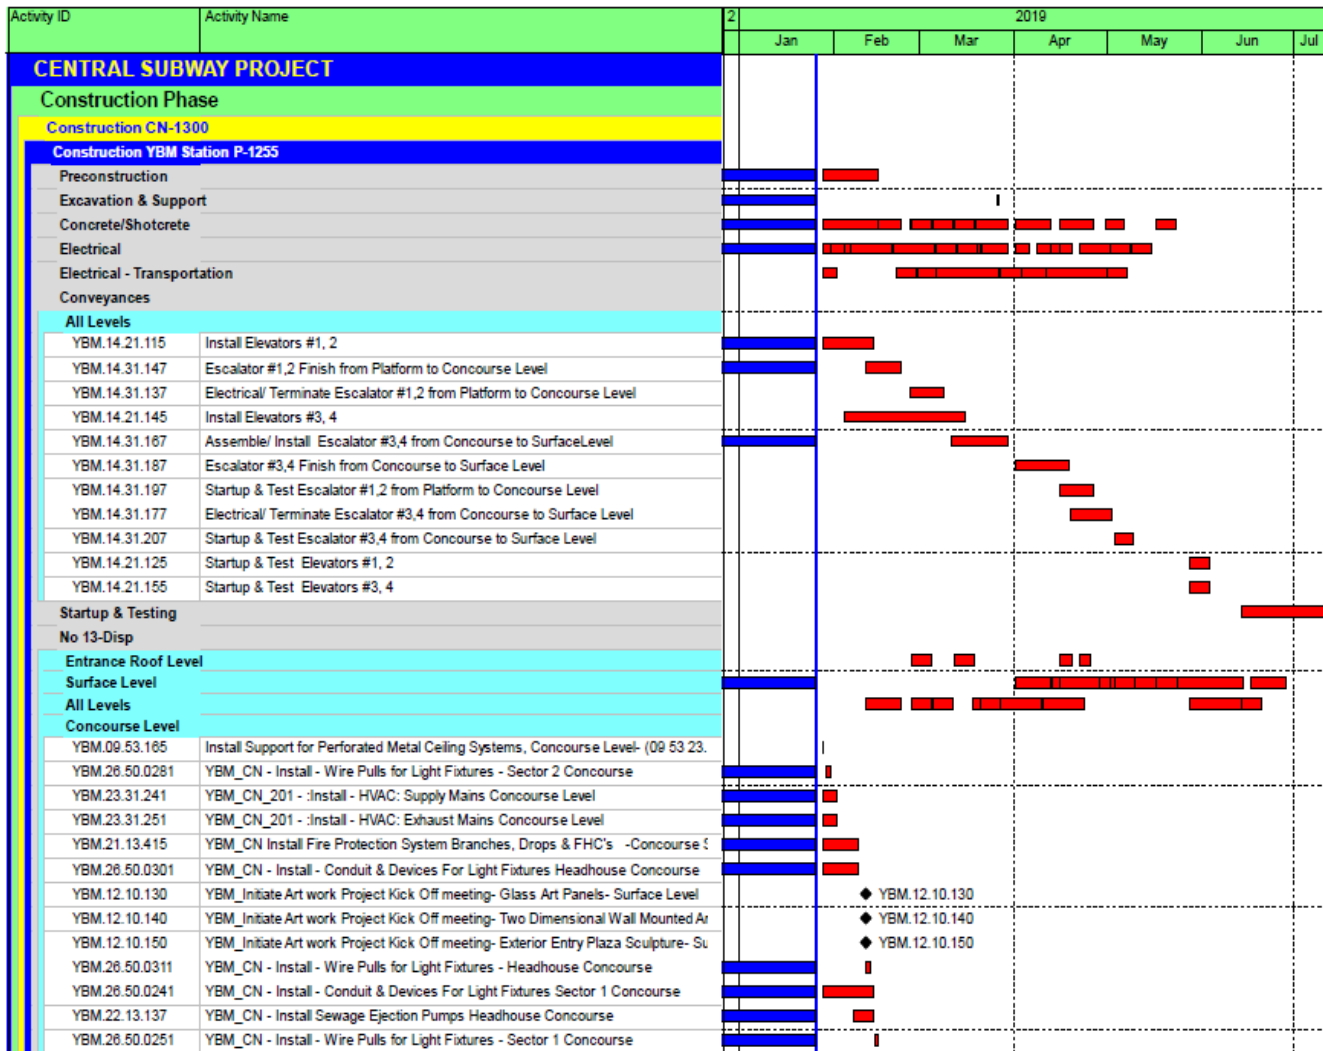 Activity ID Activity Name 2 2019
Jan Feb Mar Apr May Jun Jul
CENTRAL SUBWAY PROJECT
Construction Phase
Construction CN-1300
Construction YBM Station P-1255
Preconstruction
Excavation & Support
Concrete/Shotcrete
Electrical
Electrical - Transportation
Conveyances
All Levels
YBM.14.21.115 Install Elevators #1, 2
YBM.14.31.147 Escalator #1,2 Finish from Platform to Concourse Level
YBM.14.31.137 Electrical/ Terminate Escalator #1,2 from Platform to Concourse Level
YBM.14.21.145 Install Elevators #3, 4
YBM.14.31.167 Assemble/ Install Escalator #3,4 from Concourse to SurfaceLevel
YBM.14.31.187 Escalator #3,4 Finish from Concourse to Surface Level
YBM.14.31.197 Startup & Test Escalator #1,2 from Platform to Concourse Level
YBM.14.31.177 Electrical/ Terminate Escalator #3,4 from Concourse to Surface Level
YBM.14.31.207 Startup & Test Escalator #3,4 from Concourse to Surface Level
YBM.14.21.125 Startup & Test Elevators #1, 2
YBM.14.21.155 Startup & Test Elevators #3, 4
Startup & Testing
No 13-Disp
Entrance Roof Level
Surface Level
All Levels
Concourse Level
YBM.09.53.165 Install Support for Perforated Metal Ceiling Systems, Concourse Level- (09 53 23.
YBM.26.50.0281 YBM_CN - Install - Wire Pulls for Light Fixtures - Sector 2 Concourse
YBM.23.31.241 YBM_CN_201 - :Install - HVAC: Supply Mains Concourse Level
YBM.23.31.251 YBM_CN_201 - :Install - HVAC: Exhaust Mains Concourse Level
YBM.21.13.415 YBM_CN Install Fire Protection System Branches, Drops & FHC's -Concourse S
YBM.26.50.0301 YBM_CN - Install - Conduit & Devices For Light Fixtures Headhouse Concourse
YBM.12.10.130 YBM_Initiate Art work Project Kick Off meeting- Glass Art Panels- Surface Level YBM.12.10.130
YBM.12.10.140 YBM_Initiate Art work Project Kick Off meeting- Two Dimensional Wall Mounted Ar YBM.12.10.140
YBM.12.10.150 YBM_Initiate Art work Project Kick Off meeting- Exterior Entry Plaza Sculpture- Su YBM.12.10.150
YBM.26.50.0311 YBM_CN - Install - Wire Pulls for Light Fixtures - Headhouse Concourse
YBM.26.50.0241 YBM_CN - Install - Conduit & Devices For Light Fixtures Sector 1 Concourse
YBM.22.13.137 YBM_CN - Install Sewage Ejection Pumps Headhouse Concourse
YBM.26.50.0251 YBM_CN - Install - Wire Pulls for Light Fixtures - Sector 1 Concourse